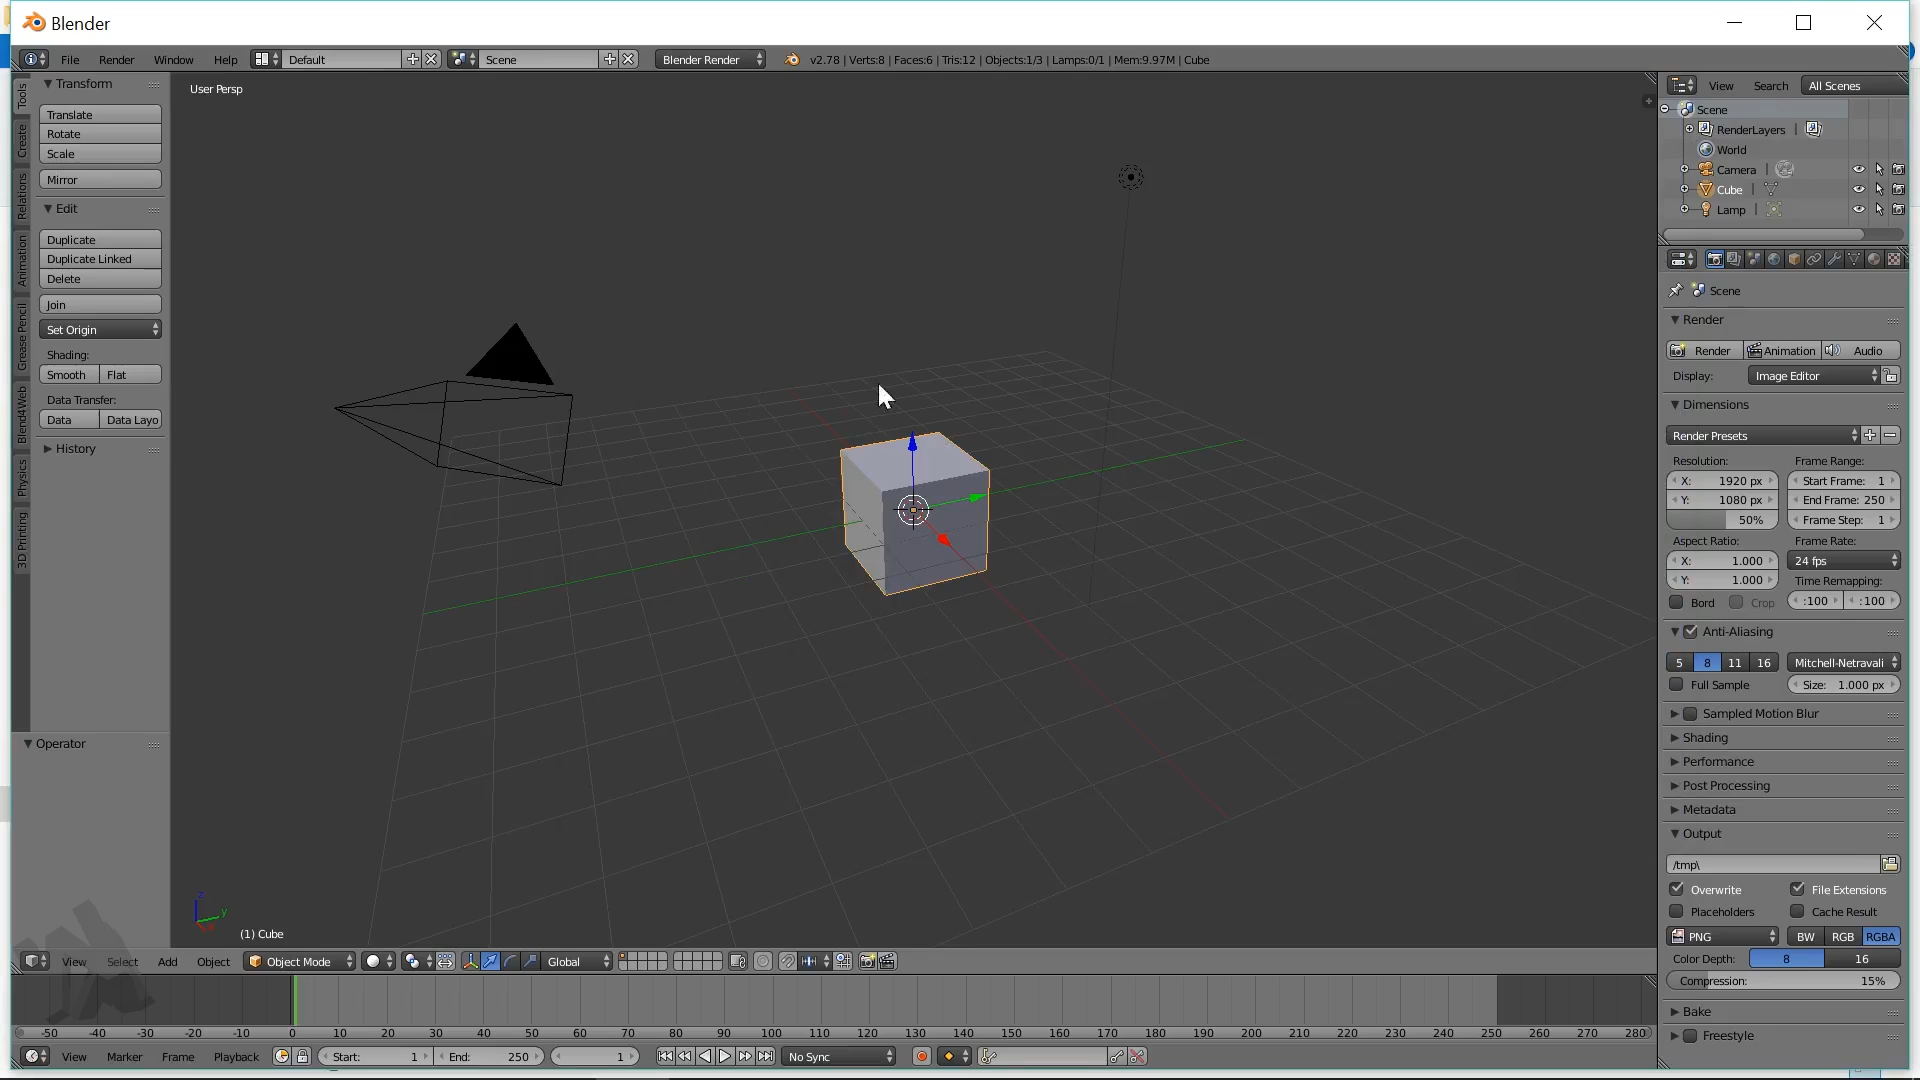 Blender
File Render Window Help Default Scene Blender Render v2.78 | Verts:8 | Faces:6 | Tris:12 | Objects:1/3 | Lamps:0/1 | Mem:9.97M | Cube
Tools
Create
Relations
Animation
Grease Pencil
Blend4Web
Physics
3D Printing
Transform
Translate
Rotate
Scale
Mirror
Edit
Duplicate
Duplicate Linked
Delete
Join
Set Origin
Shading:
Smooth Flat
Data Transfer:
Data Data Layo
History
Operator
User Persp
z
y
(1) Cube
View Search All Scenes
Scene
RenderLayers
World
Camera
Cube
Lamp
Scene
Render
Render Animation Audio
Display: Image Editor
Dimensions
Render Presets
Resolution: Frame Range:
X: 1920 px Start Frame: 1
Y: 1080 px End Frame: 250
50% Frame Step: 1
Aspect Ratio: Frame Rate:
X: 1.000 24 fps
Y: 1.000 Time Remapping:
Bord Crop :100 :100
Anti-Aliasing
5 8 11 16 Mitchell-Netravali
Full Sample Size: 1.000 px
Sampled Motion Blur
Shading
Performance
Post Processing
Metadata
Output
/tmp\
Overwrite File Extensions
Placeholders Cache Result
PNG BW RGB RGBA
Color Depth: 8 16
Compression: 15%
Bake
Freestyle
View Select Add Object Object Mode Global
-50 -40 -30 -20 -10 0 10 20 30 40 50 60 70 80 90 100 110 120 130 140 150 160 170 180 190 200 210 220 230 240 250 260 270 280
View Marker Frame Playback Start: 1 End: 250 1 No Sync